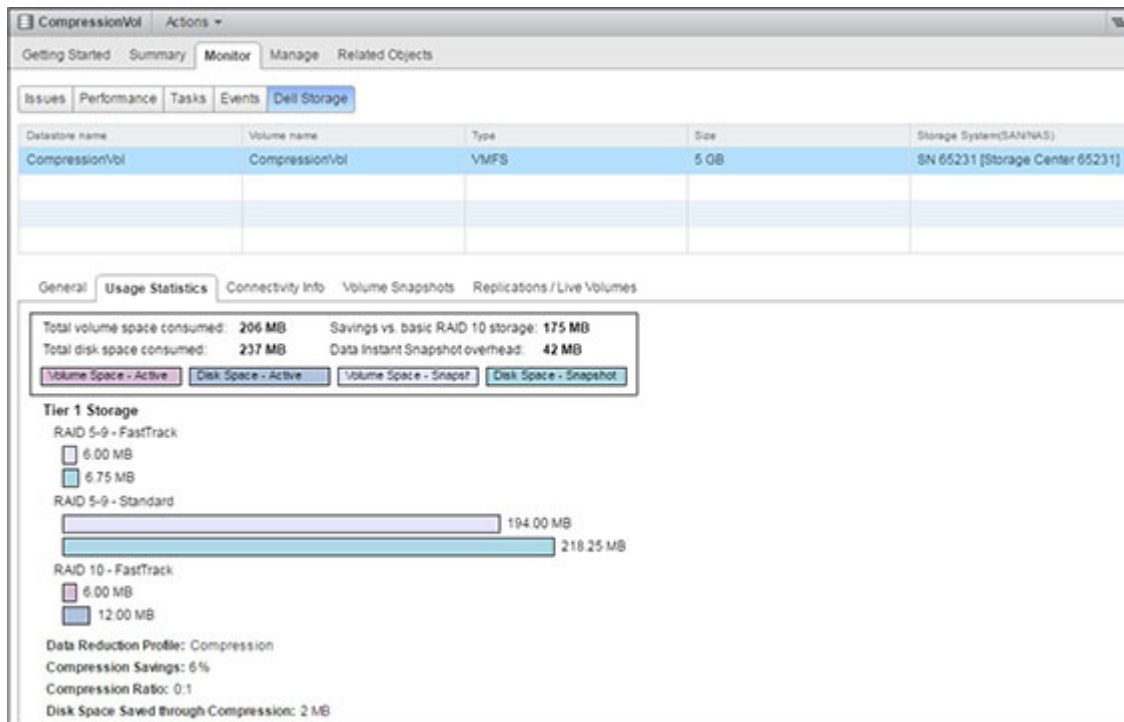 CompressionVol Actions
Getting Started Summary Monitor Manage Related Objects
Issues Performance Tasks Events Dell Storage
Datastore name Volume name Type Size Storage System(SAN/NAS)
CompressionVol CompressionVol VMFS 5 GB SN 65231 [Storage Center 65231]
General Usage Statistics Connectivity Info Volume Snapshots Replications / Live Volumes
Total volume space consumed: 206 MB Savings vs. basic RAID 10 storage: 175 MB
Total disk space consumed: 237 MB Data Instant Snapshot overhead: 42 MB
Volume Space - Active Disk Space - Active Volume Space - Snapst Disk Space - Snapshot
Tier 1 Storage
RAID 5-9 - FastTrack
6.00 MB
6.75 MB
RAID 5-9 - Standard
194.00 MB
218.25 MB
RAID 10 - FastTrack
6.00 MB
12.00 MB
Data Reduction Profile: Compression
Compression Savings: 6%
Compression Ratio: 0:1
Disk Space Saved through Compression: 2 MB